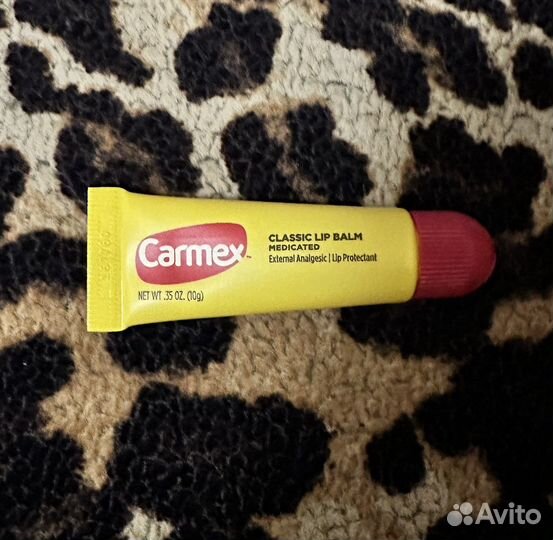 Carmex
CLASSIC LIP BALM
MEDICATED
External Analgesic | Lip Protectant
NET WT .35 OZ. (10g)
Avito